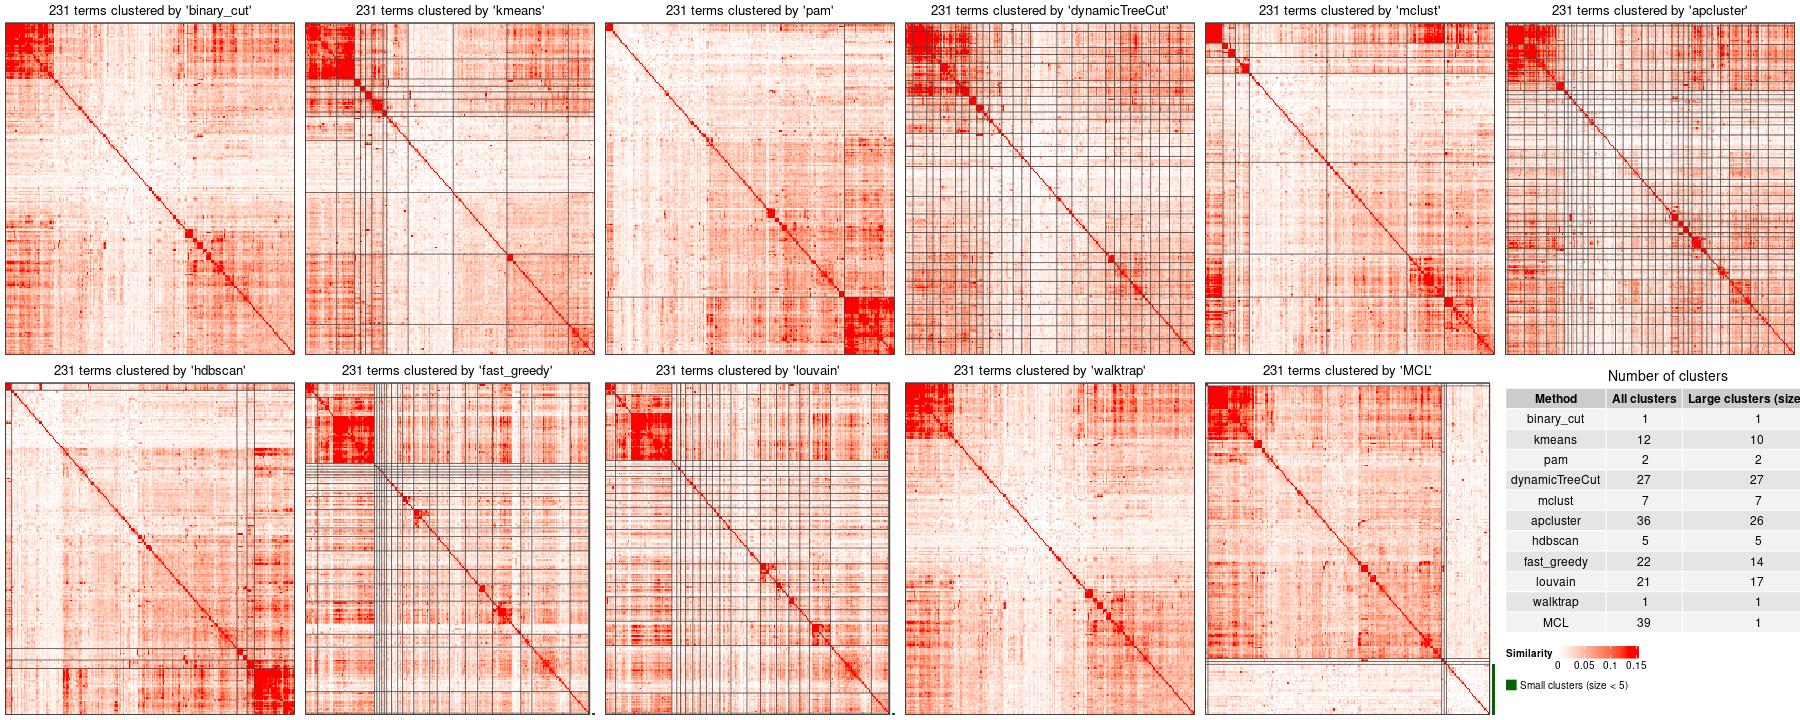 231 terms clustered by 'binary_cut'
231 terms clustered by 'kmeans'
231 terms clustered by 'pam'
231 terms clustered by 'dynamicTreeCut'
231 terms clustered by 'mclust'
231 terms clustered by 'apcluster'
231 terms clustered by 'hdbscan'
231 terms clustered by 'fast_greedy'
231 terms clustered by 'louvain'
231 terms clustered by 'walktrap'
231 terms clustered by 'MCL'
Number of clusters
Method All clusters Large clusters (size
binary_cut 1 1
kmeans 12 10
pam 2 2
dynamicTreeCut 27 27
mclust 7 7
apcluster 36 26
hdbscan 5 5
fast_greedy 22 14
louvain 21 17
walktrap 1 1
MCL 39 1
Similarity
0 0.05 0.1 0.15
Small clusters (size < 5)